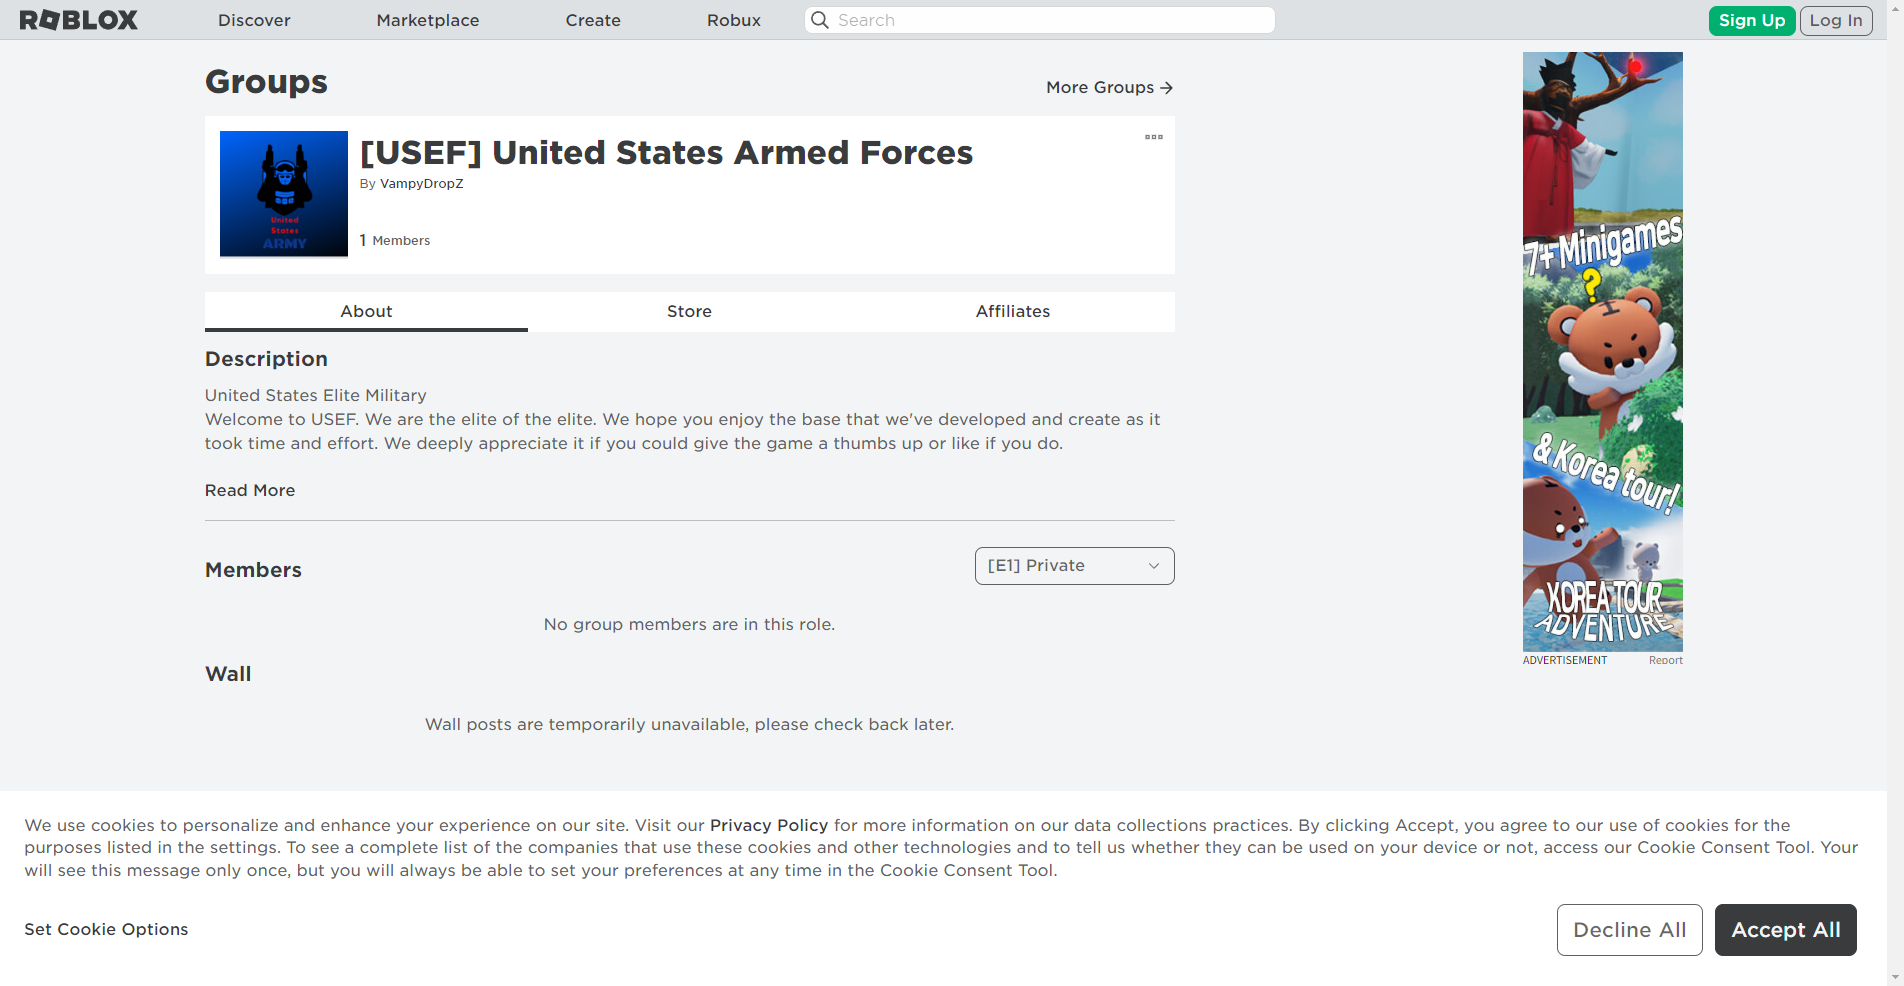 ROBLOX
Discover
Marketplace
Create
Robux
Search
Sign Up
Log In
Groups
More Groups
[USEF] United States Armed Forces
By VampyDropZ
1 Members
United
States
ARMY
About
Store
Affiliates
Description
United States Elite Military
Welcome to USEF. We are the elite of the elite. We hope you enjoy the base that we've developed and create as it
took time and effort. We deeply appreciate it if you could give the game a thumbs up or like if you do.
Read More
Members
[E1] Private
No group members are in this role.
Wall
Wall posts are temporarily unavailable, please check back later.
7+ Minigames
?
& Korea tour!
KOREA TOUR
ADVENTURE
ADVERTISEMENT
Report
We use cookies to personalize and enhance your experience on our site. Visit our Privacy Policy for more information on our data collections practices. By clicking Accept, you agree to our use of cookies for the
purposes listed in the settings. To see a complete list of the companies that use these cookies and other technologies and to tell us whether they can be used on your device or not, access our Cookie Consent Tool. Your
will see this message only once, but you will always be able to set your preferences at any time in the Cookie Consent Tool.
Set Cookie Options
Decline All
Accept All